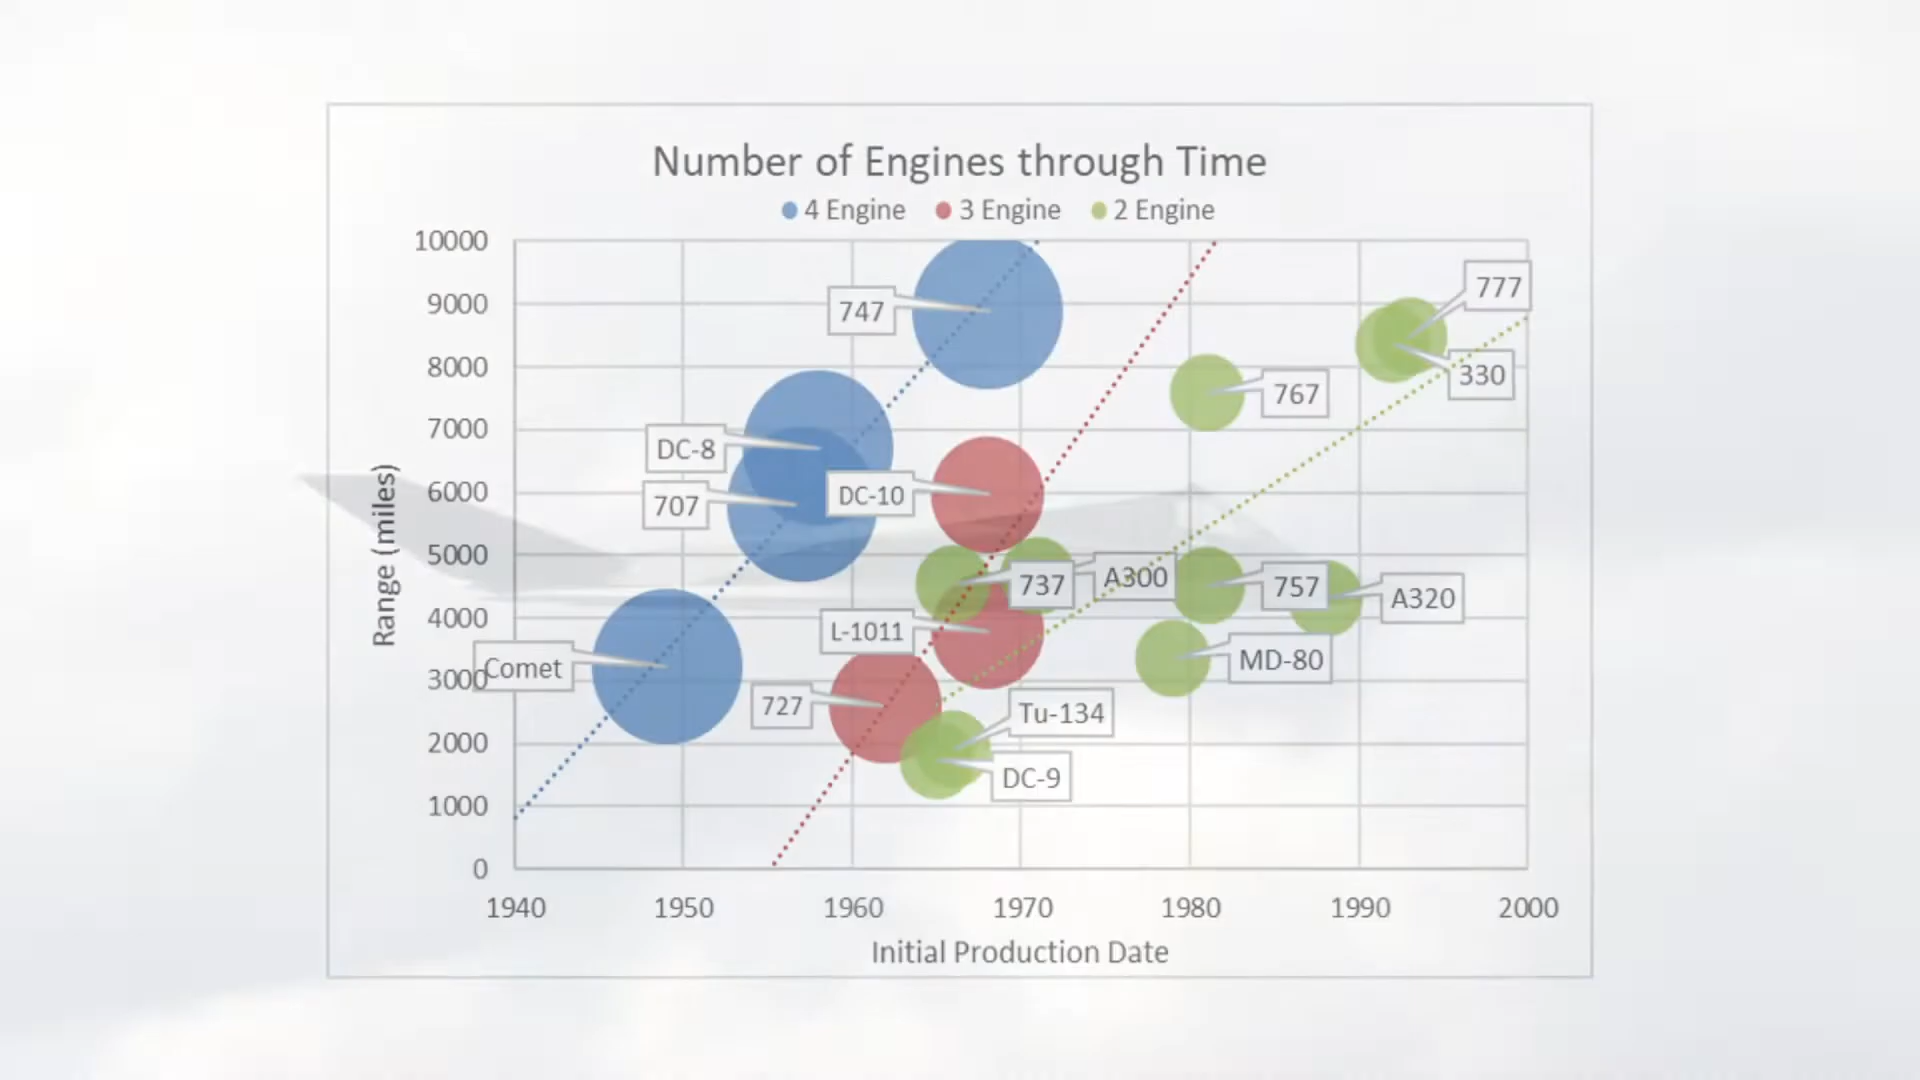 Number of Engines through Time
4 Engine 3 Engine 2 Engine
10000
9000
8000
7000
6000
5000
4000
3000
2000
1000
0
Range (miles)
747
777
330
767
DC-8
707
DC-10
737
A300
757
A320
L-1011
MD-80
Comet
727
Tu-134
DC-9
1940 1950 1960 1970 1980 1990 2000
Initial Production Date